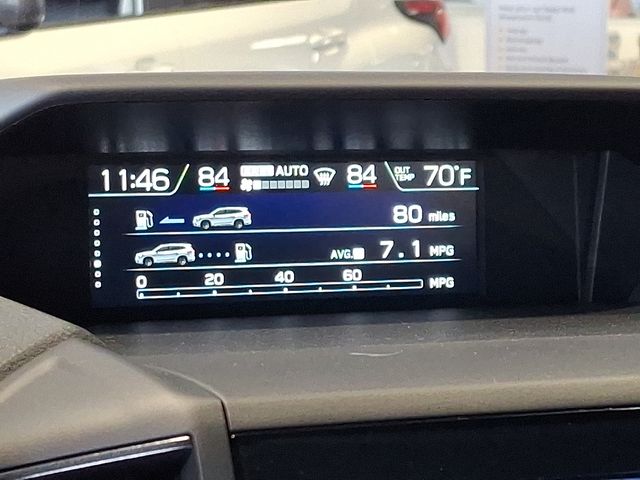 11:46 84 AUTO 84 OUT TEMP 70°F
80 miles
AVG. 7.1 MPG
0 20 40 60 MPG